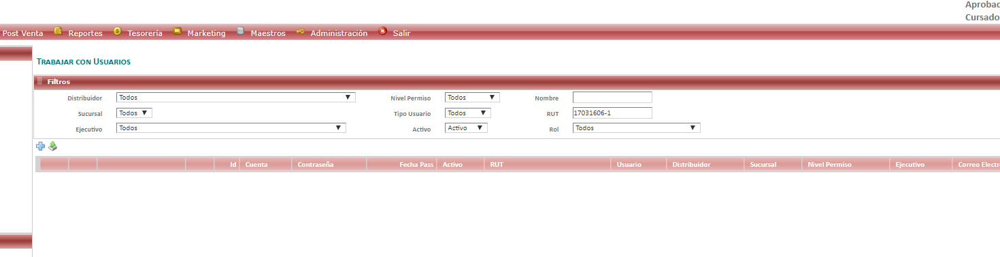 Aprobad
Cursado
Post Venta Reportes Tesorería Marketing Maestros Administración Salir
Trabajar con Usuarios
Filtros
Distribuidor Todos Nivel Permiso Todos Nombre
Sucursal Todos Tipo Usuario Todos RUT 17031606-1
Ejecutivo Todos Activo Activo Rol Todos
Id Cuenta Contraseña Fecha Pass Activo RUT Usuario Distribuidor Sucursal Nivel Permiso Ejecutivo Correo Electr